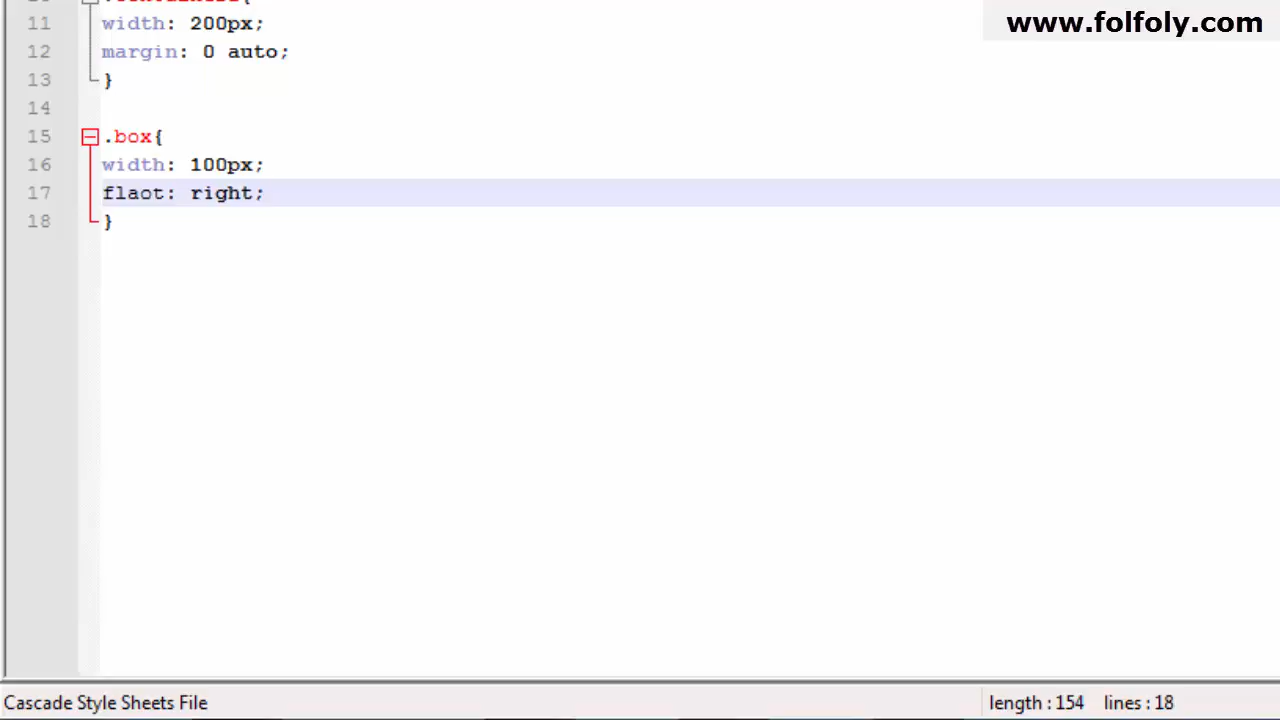 www.folfoly.com
11 width: 200px;
12 margin: 0 auto;
13 }
14
15 .box{
16 width: 100px;
17 flaot: right;
18 }
Cascade Style Sheets File length : 154 lines : 18